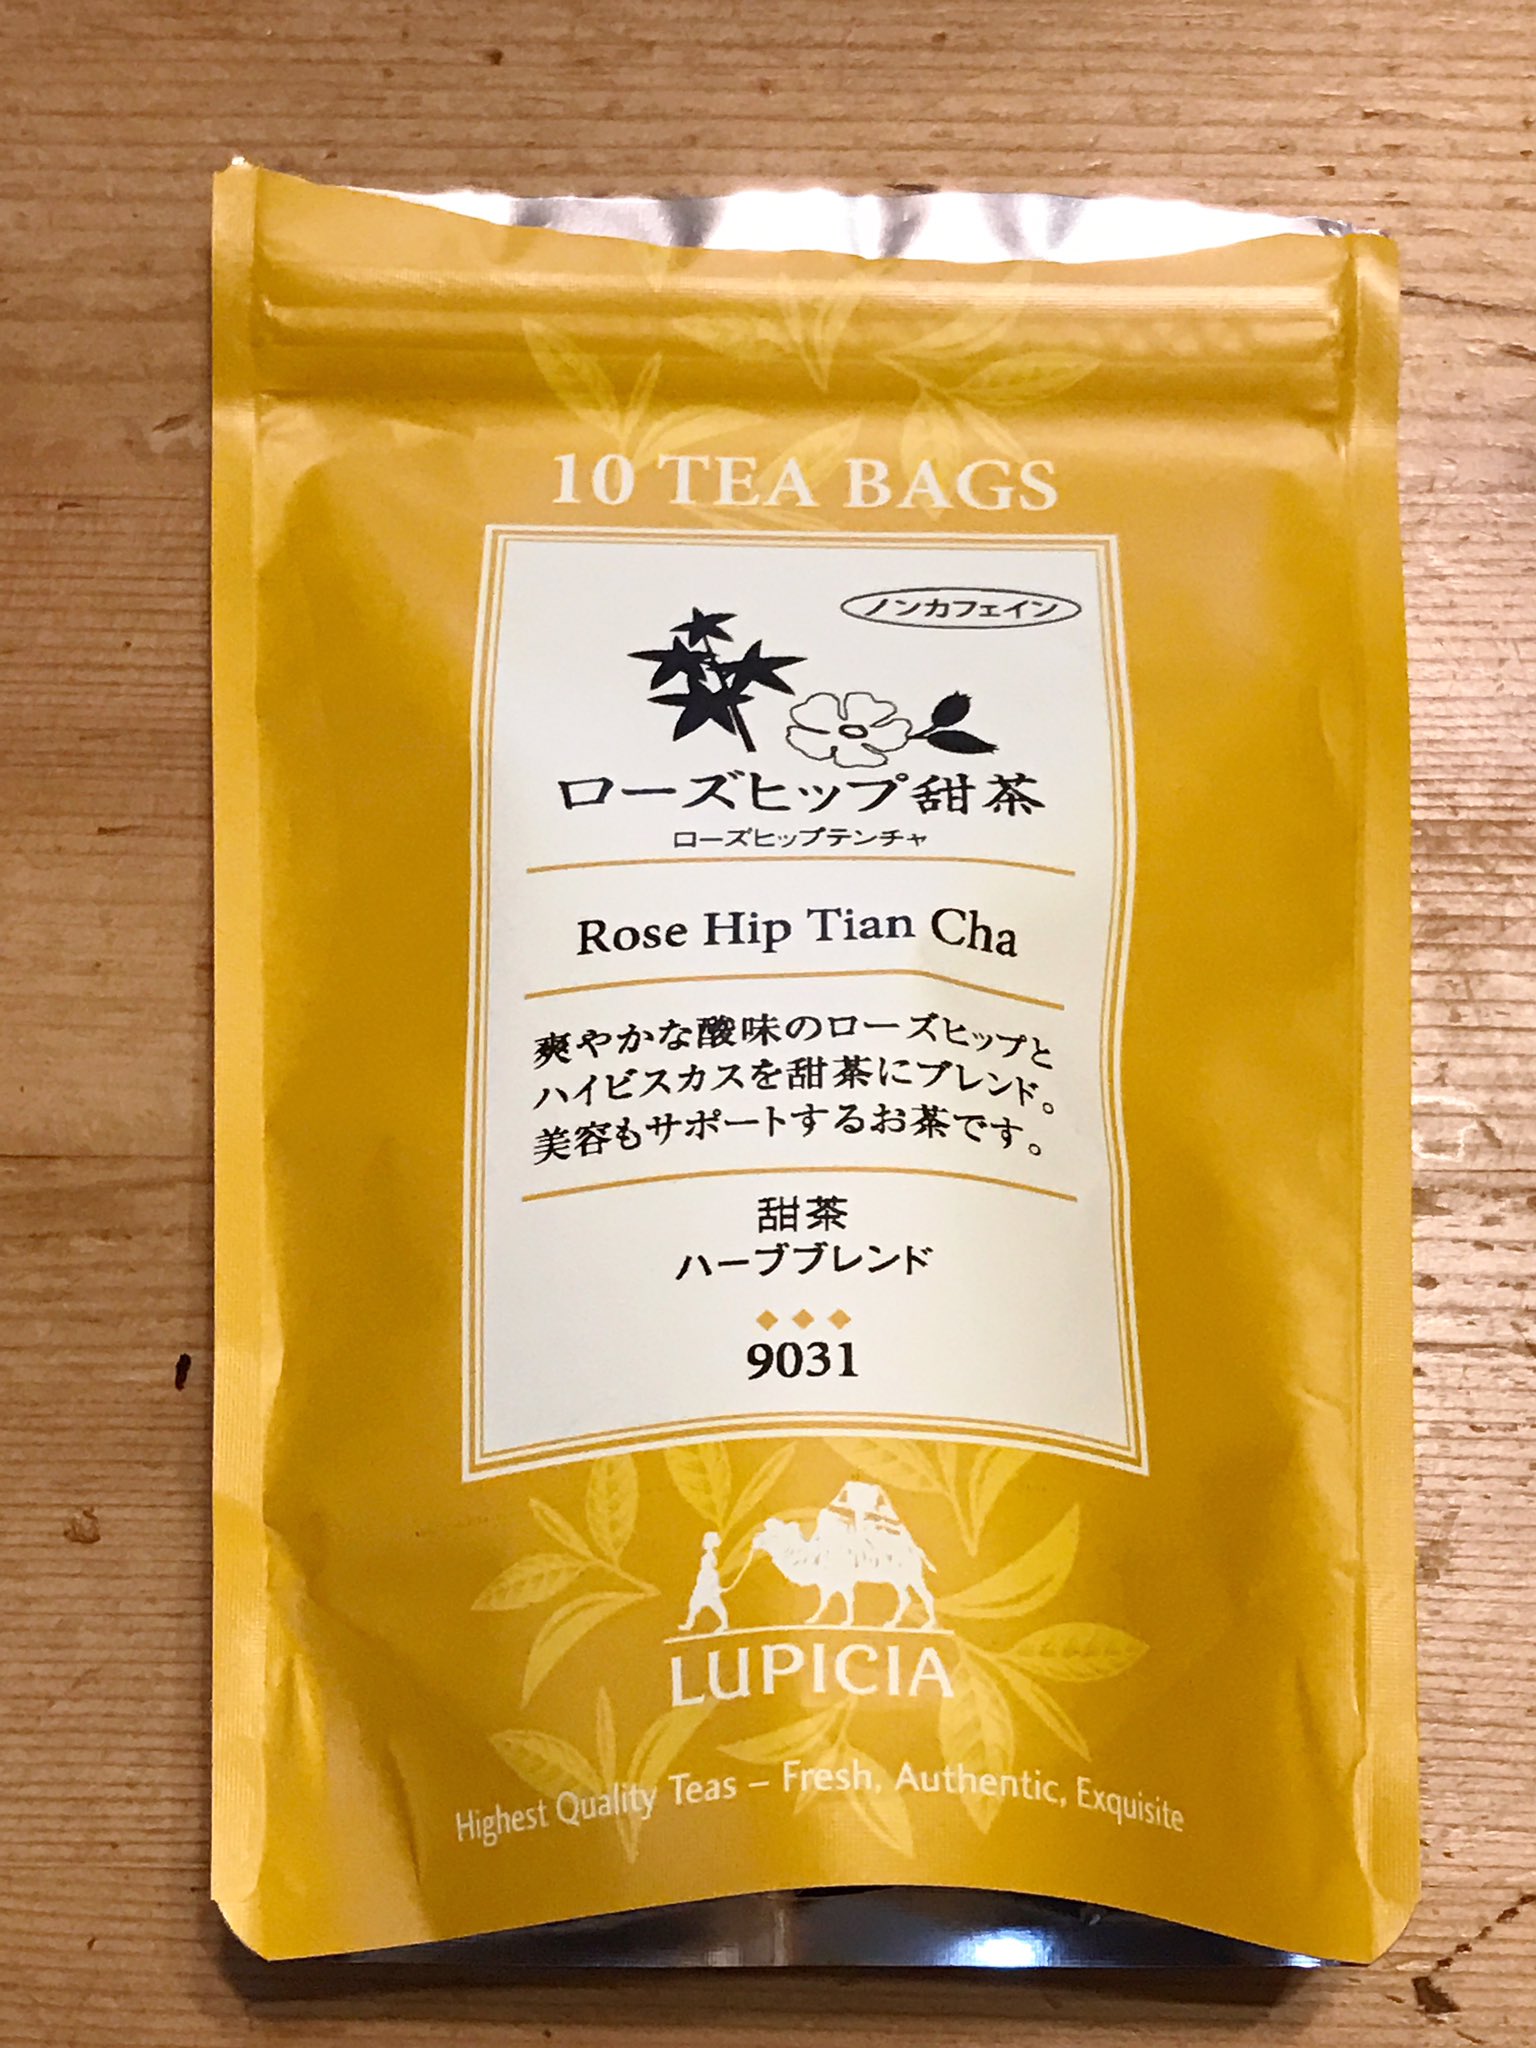 10 TEA BAGS
ノンカフェイン
ローズヒップ甜茶
ローズヒップテンチャ
Rose Hip Tian Cha
爽やかな酸味のローズヒップと
ハイビスカスを甜茶にブレンド。
美容もサポートするお茶です。
甜茶
ハーブブレンド
9031
LUPICIA
Highest Quality Teas – Fresh, Authentic, Exquisite